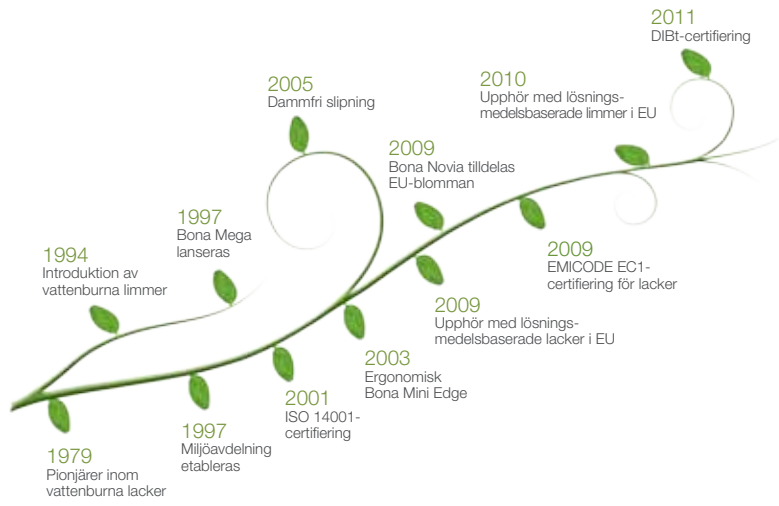 2011
DIBt-certifiering
2010
Upphör med lösnings-
medelsbaserade limmer i EU
2005
Dammfri slipning
2009
Bona Novia tilldelas
EU-blomman
1997
Bona Mega
lanseras
1994
Introduktion av
vattenburna limmer
2009
EMICODE EC1-
certifiering för lacker
2009
Upphör med lösnings-
medelsbaserade lacker i EU
2003
Ergonomisk
Bona Mini Edge
2001
ISO 14001-
certifiering
1997
Miljöavdelning
etableras
1979
Pionjärer inom
vattenburna lacker